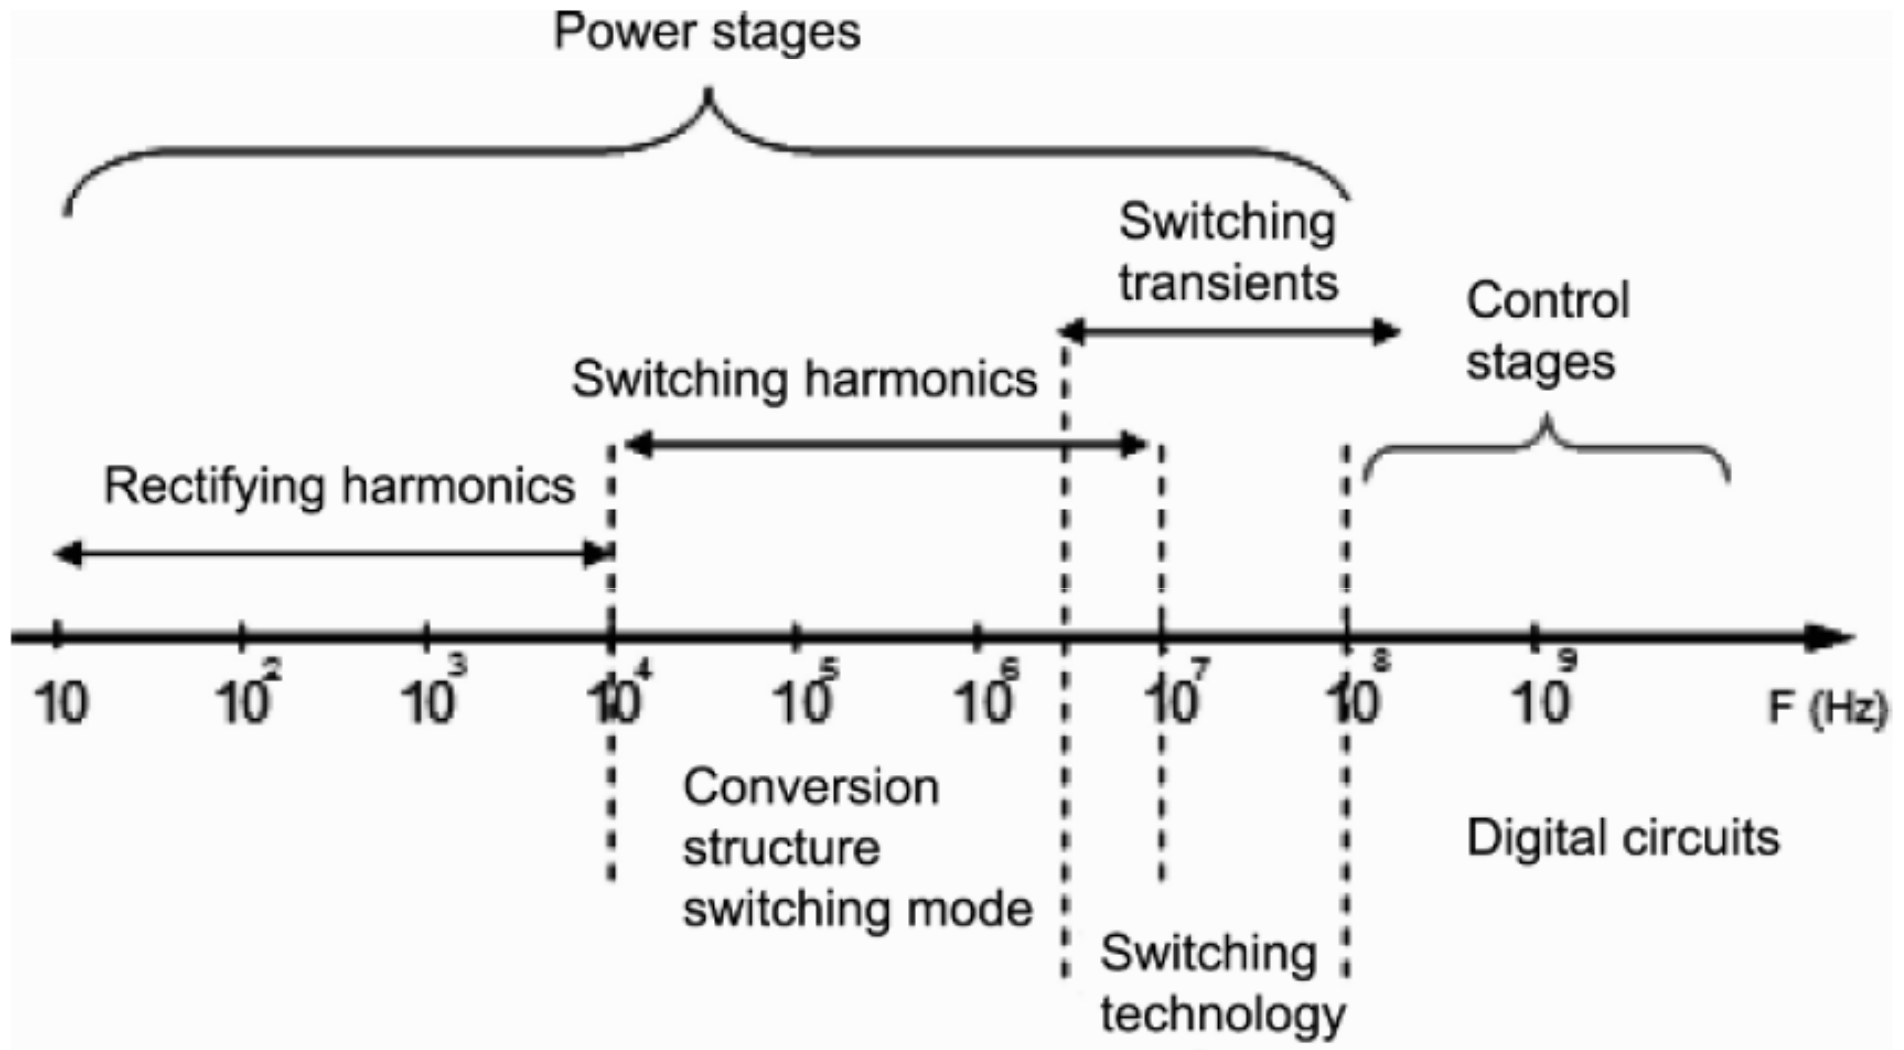 Power stages
Switching
transients
Control
stages
Switching harmonics
Rectifying harmonics
10 10² 10³ 10⁴ 10⁵ 10⁶ 10⁷ 10⁸ 10⁹ F (Hz)
Conversion
structure
switching mode
Digital circuits
Switching
technology